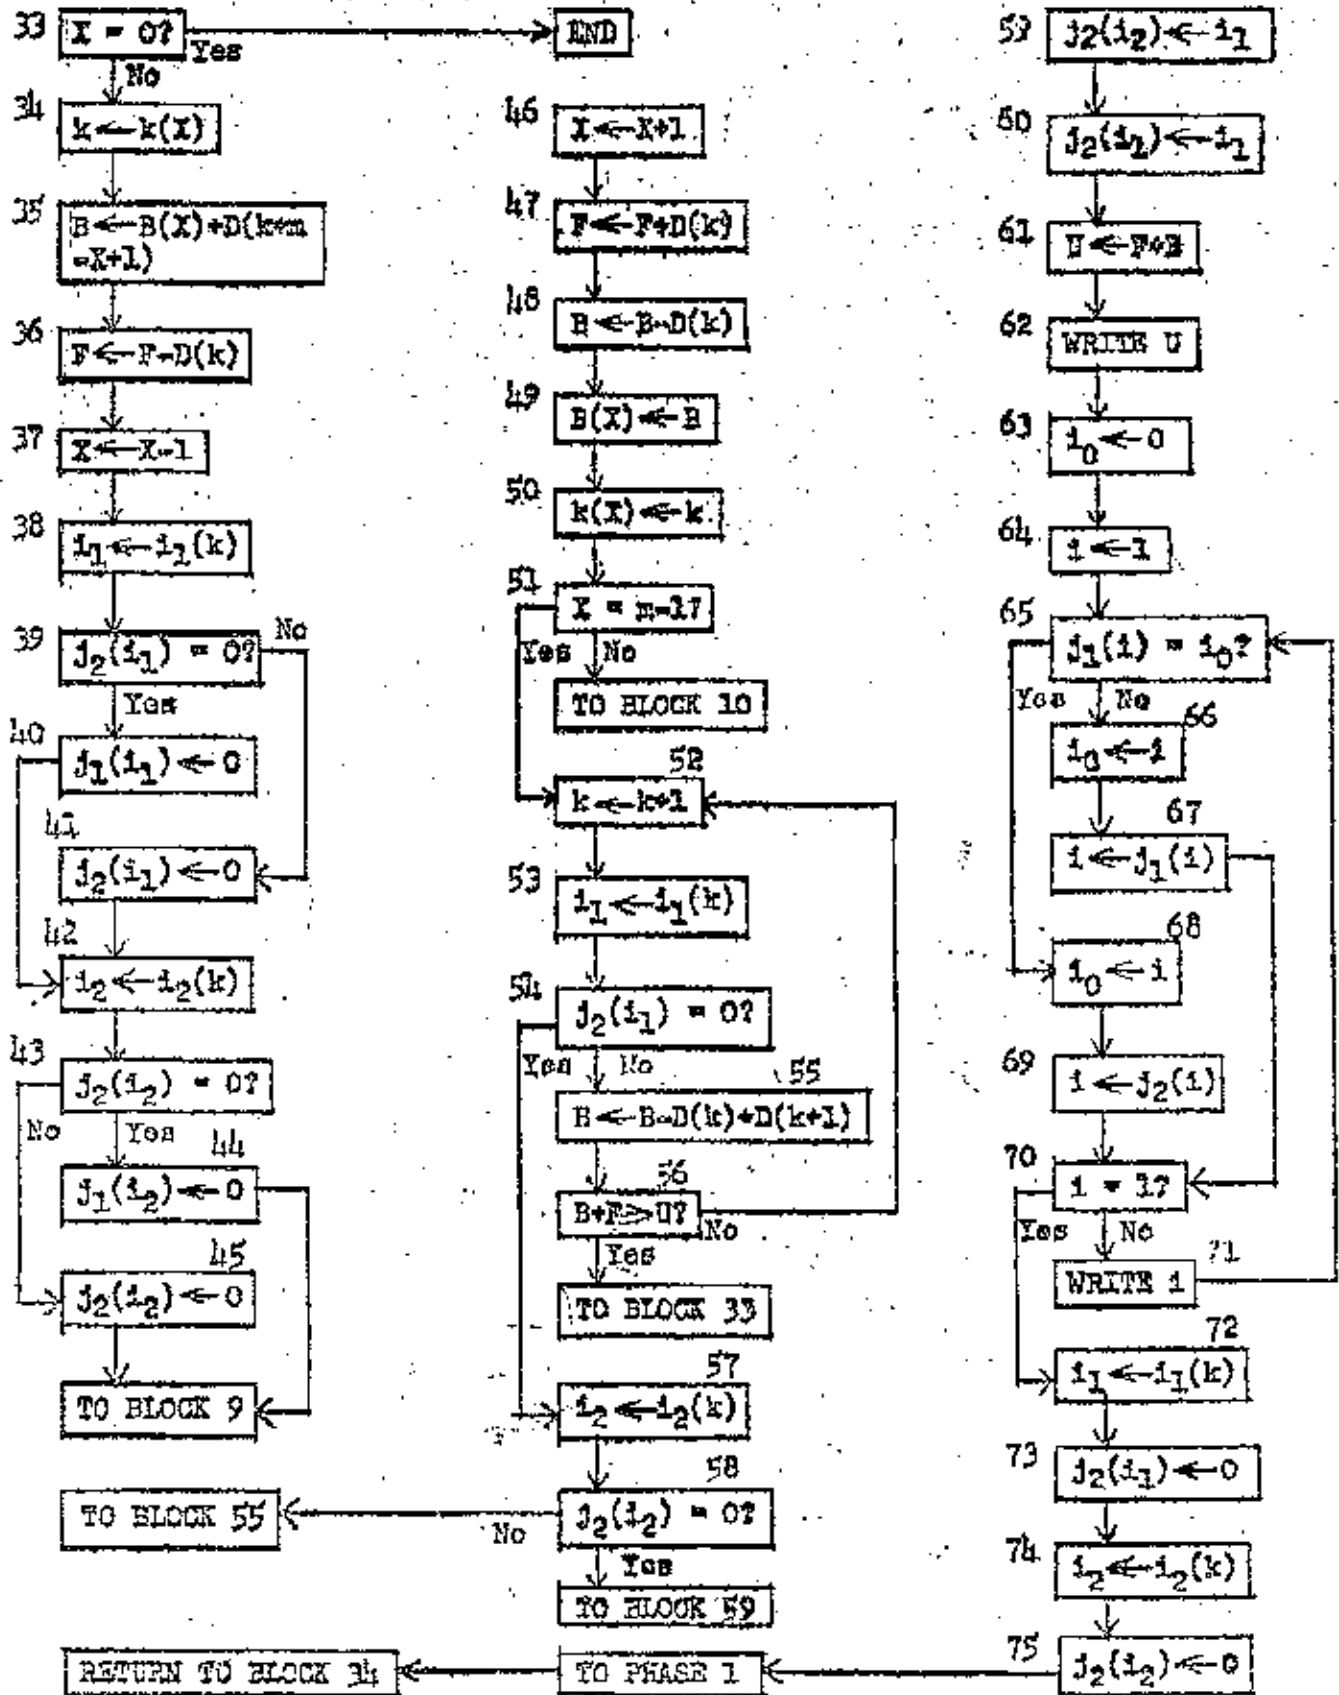 33 X = 0?
Yes
No
END
34
k ← k(X)
35
B ← B(X)+D(k+m
-X+1)
36
F ← F-D(k)
37
X ← X-1
38
i₁ ← i₁(k)
39
j₂(i₁) = 0?
No
Yes
40
j₁(i₁) ← 0
41
j₂(i₁) ← 0
42
i₂ ← i₂(k)
43
j₂(i₂) = 0?
No
Yes
44
j₁(i₂) ← 0
45
j₂(i₂) ← 0
TO BLOCK 9
TO BLOCK 55
RETURN TO BLOCK 34
46
X ← X+1
47
F ← F+D(k)
48
B ← B-D(k)
49
B(X) ← B
50
k(X) ← k
51
X = m-1?
Yes No
TO BLOCK 10
52
k ← k+1
53
i₁ ← i₁(k)
54
j₂(i₁) = 0?
Yes No
55
B ← B-D(k)+D(k+1)
56
B+F ≥ U?
No
Yes
TO BLOCK 33
57
i₂ ← i₂(k)
58
j₂(i₂) = 0?
No
Yes
TO BLOCK 59
TO PHASE 1
59
j₂(i₂) ← i₁
60
j₂(i₁) ← i₁
61
U ← F+B
62
WRITE U
63
i₀ ← 0
64
i ← 1
65
j₁(i) = i₀?
Yes No
66
i₀ ← i
67
i ← j₁(i)
68
i₀ ← i
69
i ← j₂(i)
70
i = 1?
Yes No
71
WRITE i
72
i₁ ← i₁(k)
73
j₂(i₁) ← 0
74
i₂ ← i₂(k)
75
j₂(i₂) ← 0